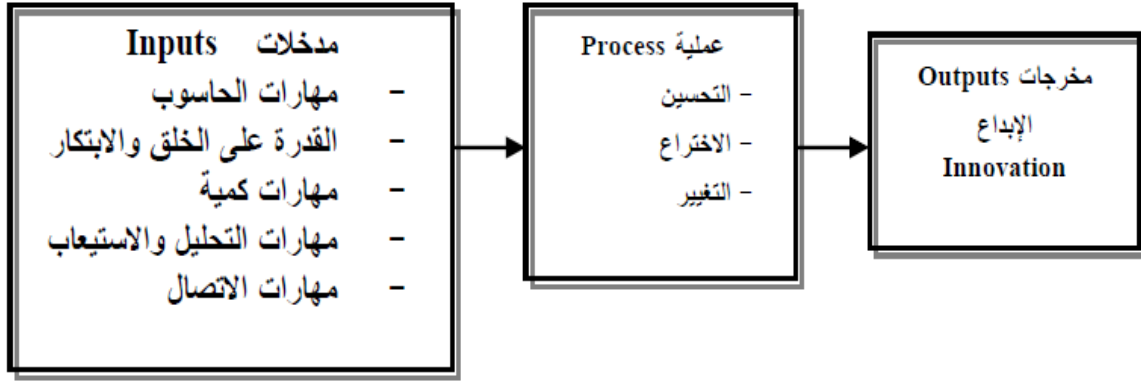 مدخلات Inputs
- مهارات الحاسوب
- القدرة على الخلق والابتكار
- مهارات كمية
- مهارات التحليل والاستيعاب
- مهارات الاتصال
عملية Process
- التحسين
- الاختراع
- التغيير
مخرجات Outputs
الإبداع
Innovation